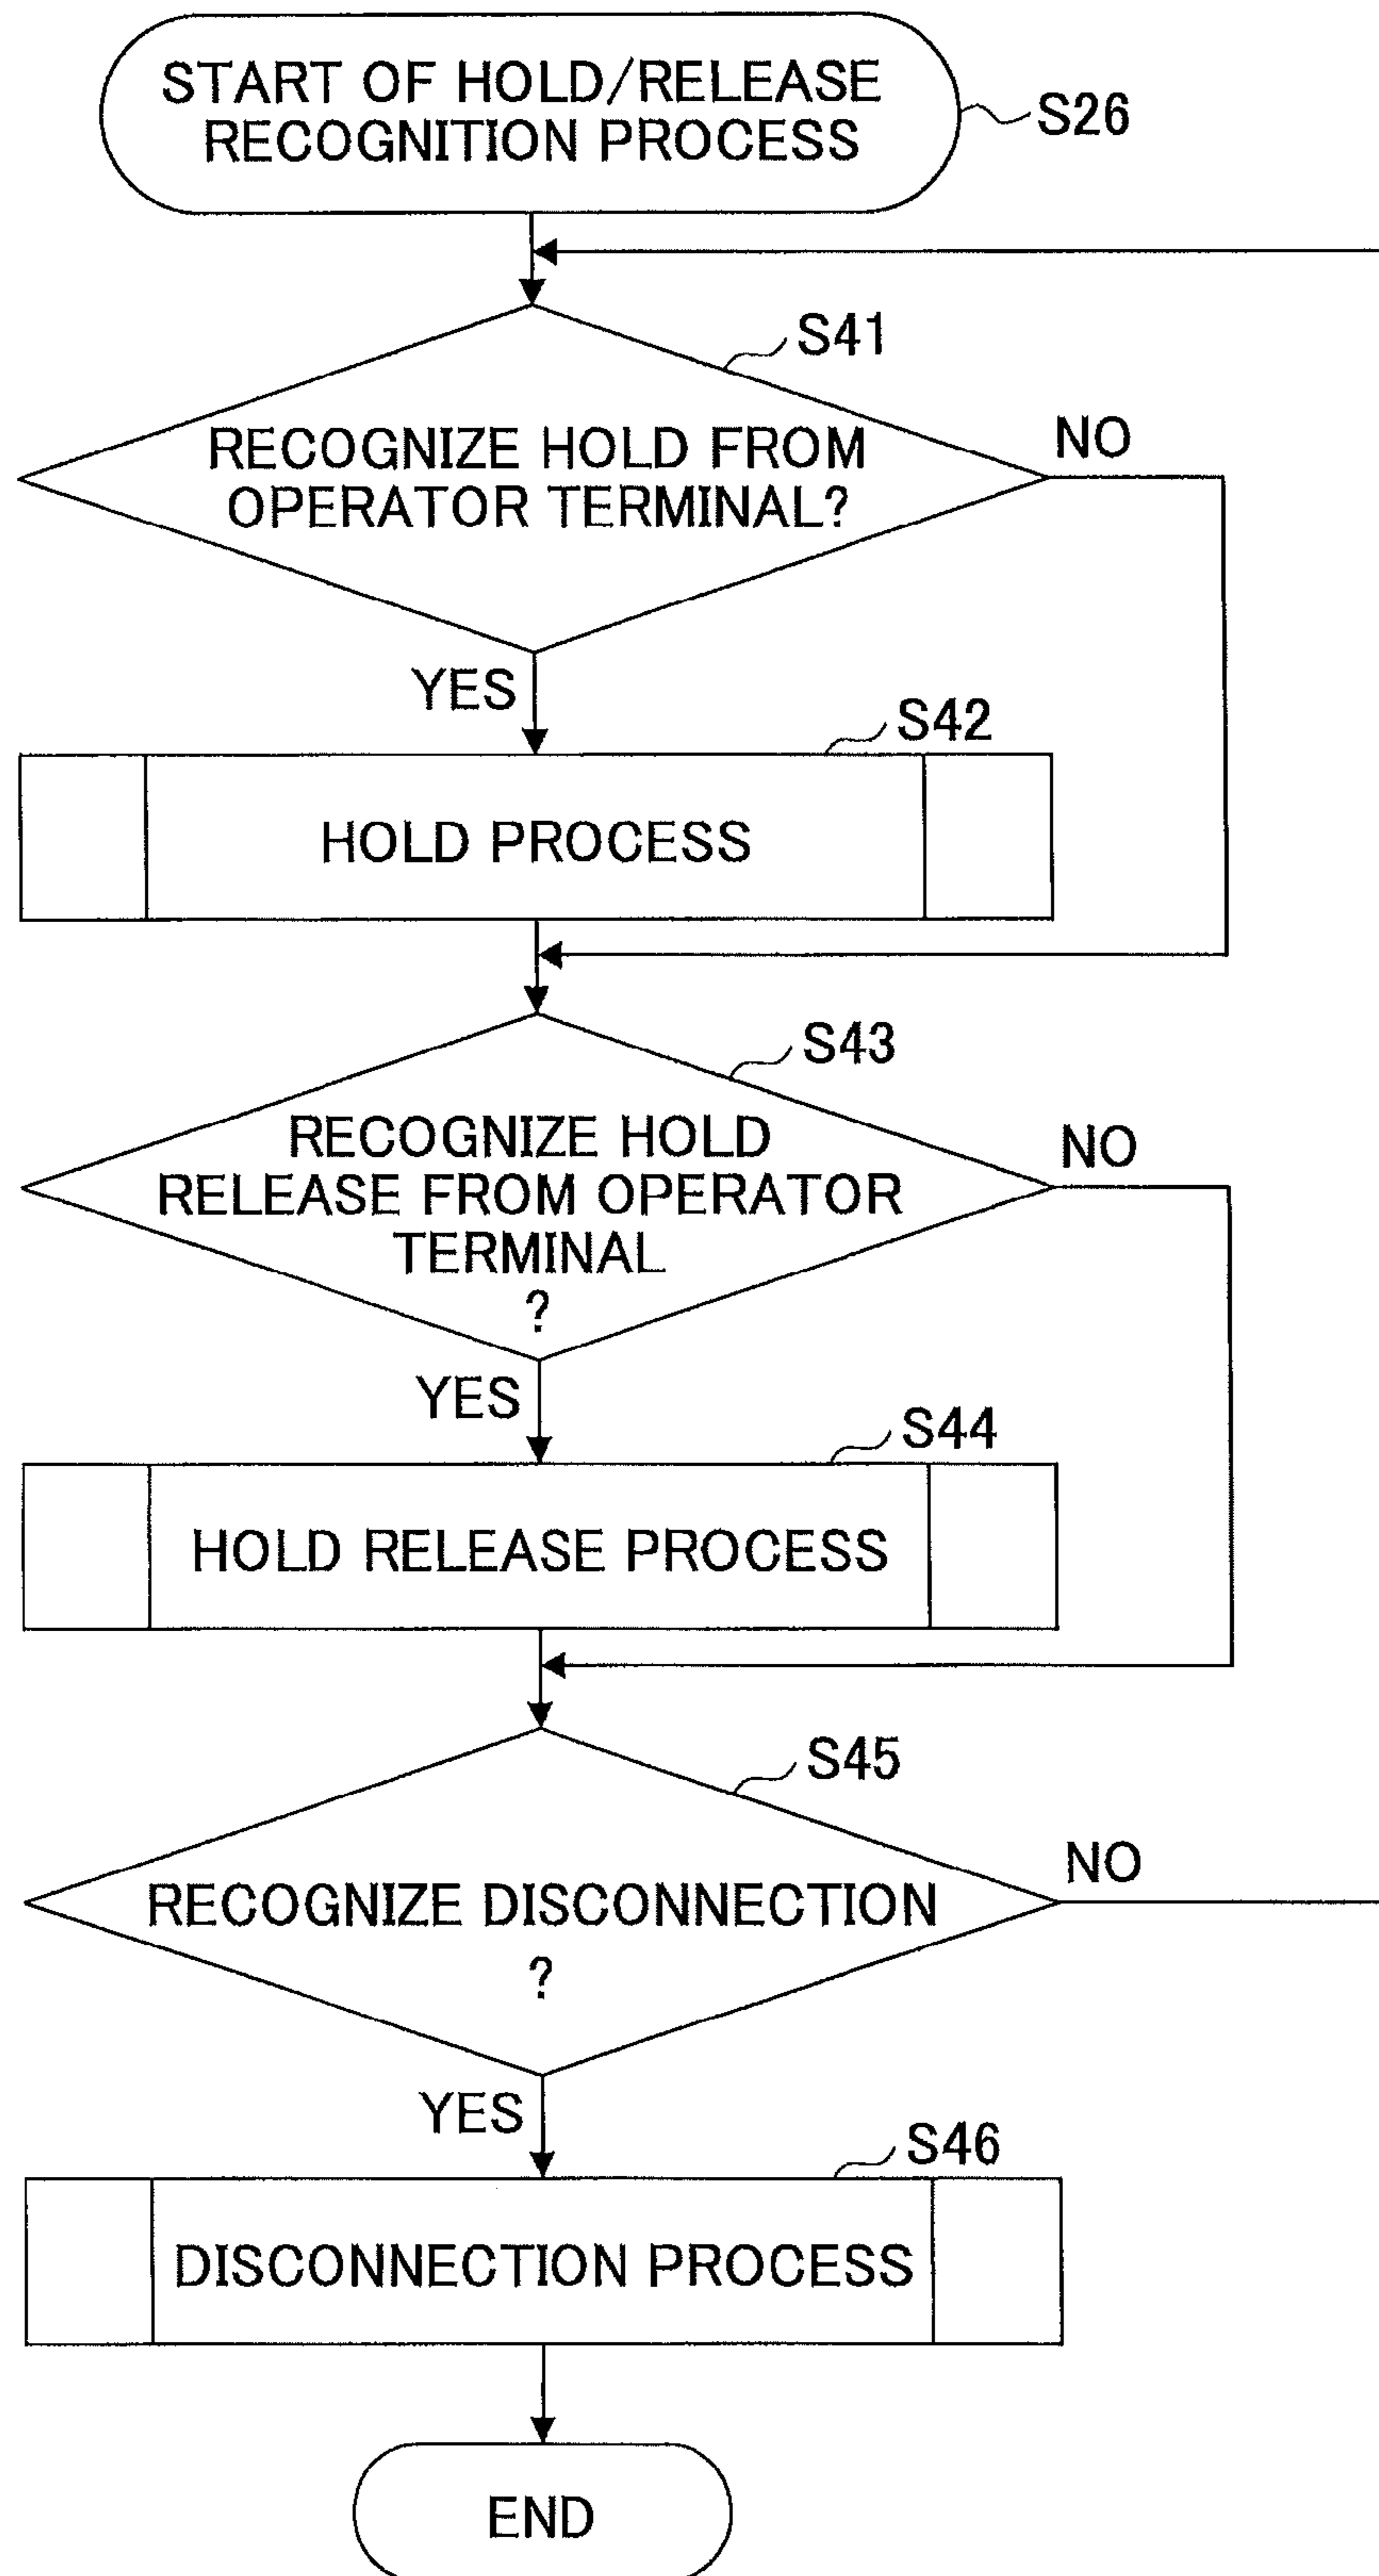 START OF HOLD/RELEASE
RECOGNITION PROCESS
S26
S41
RECOGNIZE HOLD FROM
OPERATOR TERMINAL?
NO
YES
S42
HOLD PROCESS
S43
RECOGNIZE HOLD
RELEASE FROM OPERATOR
TERMINAL
?
NO
YES
S44
HOLD RELEASE PROCESS
S45
RECOGNIZE DISCONNECTION
?
NO
YES
S46
DISCONNECTION PROCESS
END